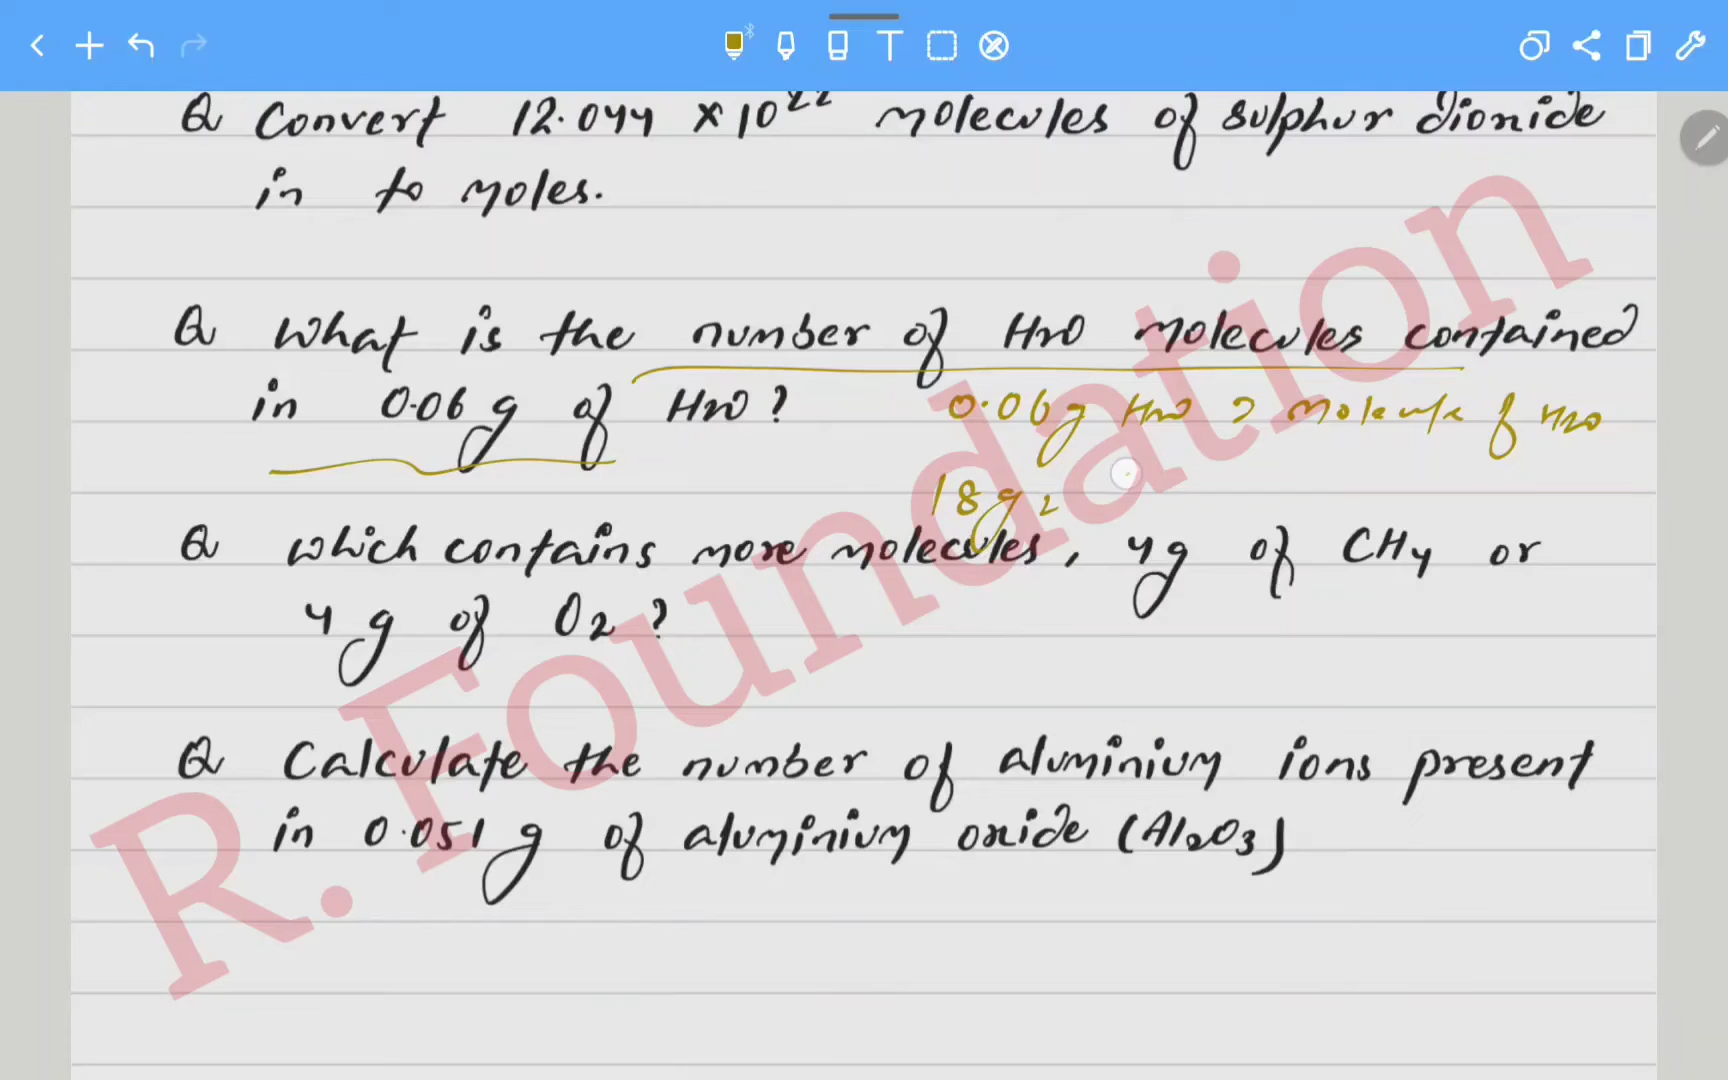 Q Convert 12.044 × 10²² molecules of sulphur dioxide
in to moles.
Q What is the number of H2O molecules contained
in 0.06 g of H2O?
0.06g H2O = molecule of H2O
18g =
Q which contains more molecules, 4g of CH4 or
4 g of O2?
Q Calculate the number of aluminium ions present
in 0.051 g of aluminium oxide (Al2O3)
R. Foundation